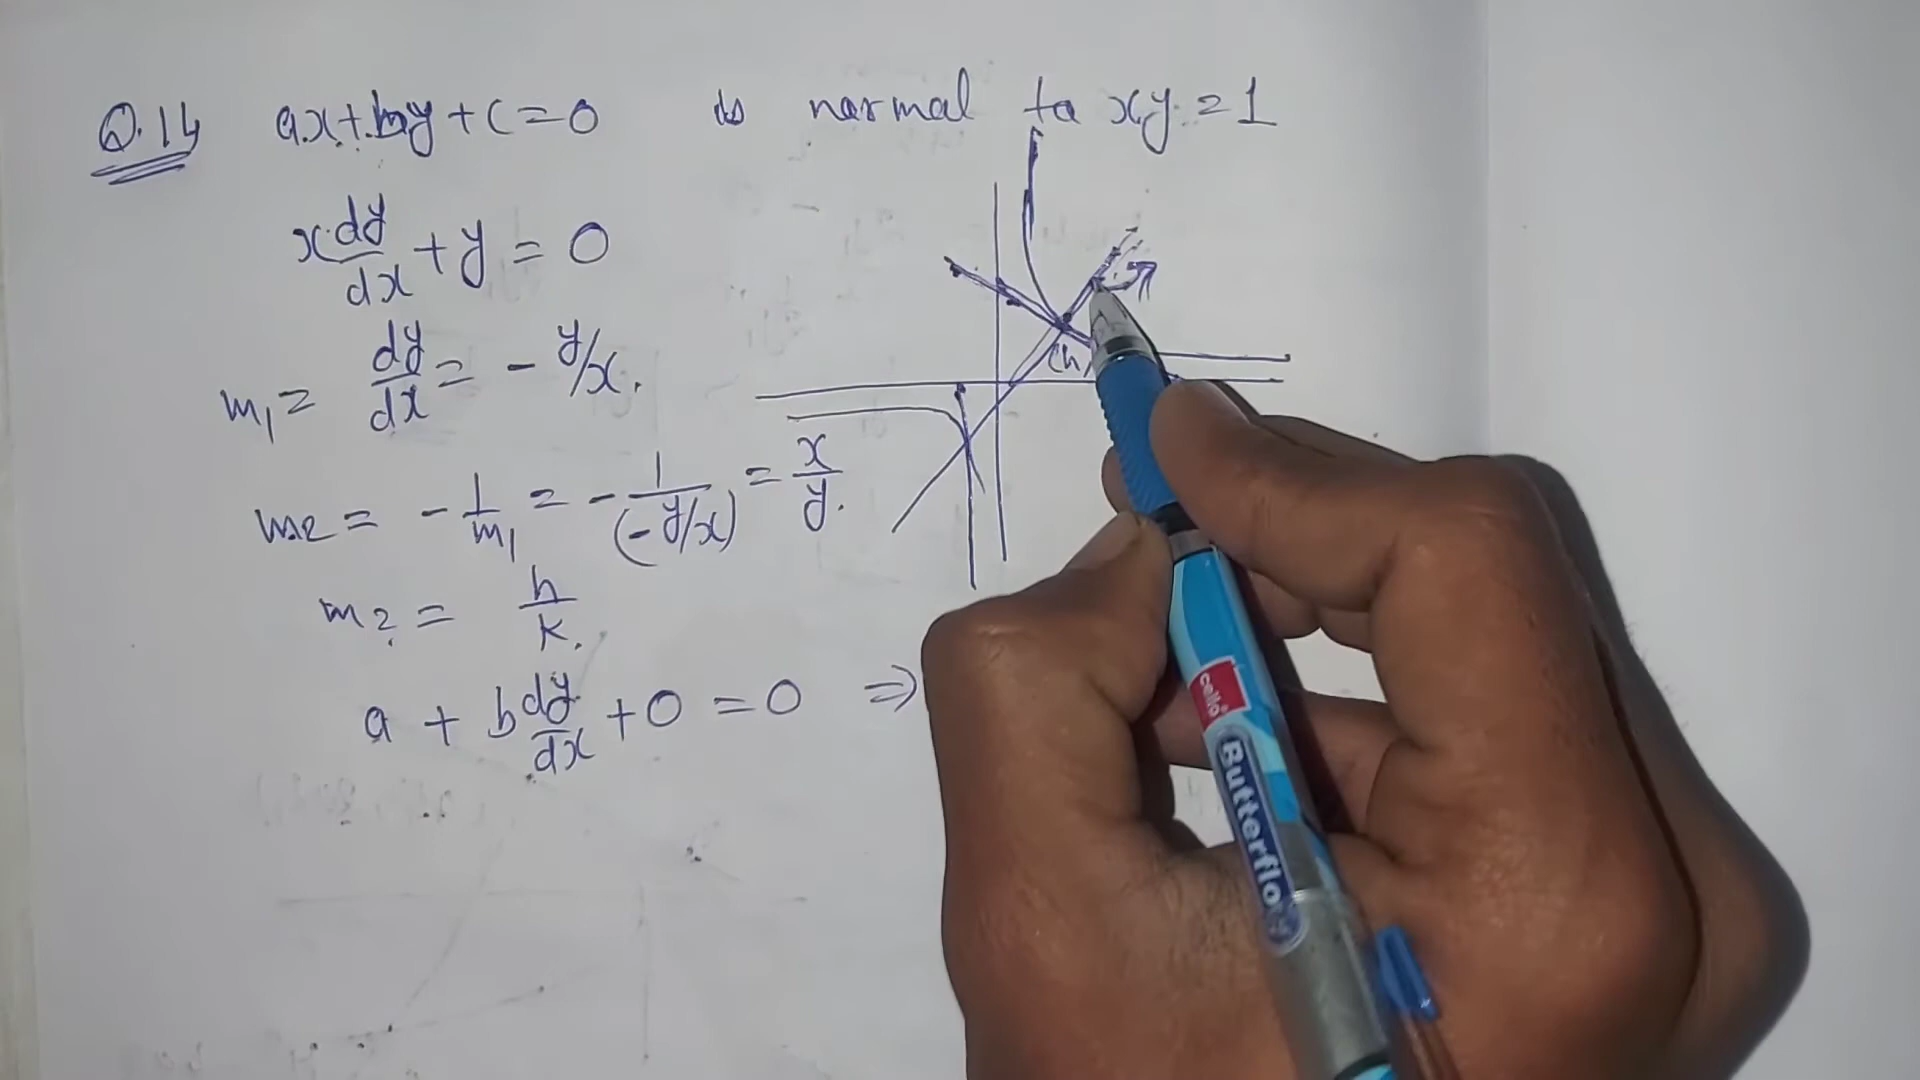 Q.14 ax+by+c=0 is normal to xy=1
x dy/dx + y = 0
m₁ = dy/dx = - y/x.
m₂ = - 1/m₁ = - 1/(-y/x) = x/y.
(h,
m₂ = h/k.
a + b dy/dx + 0 = 0 ⇒
cello
Butterflo